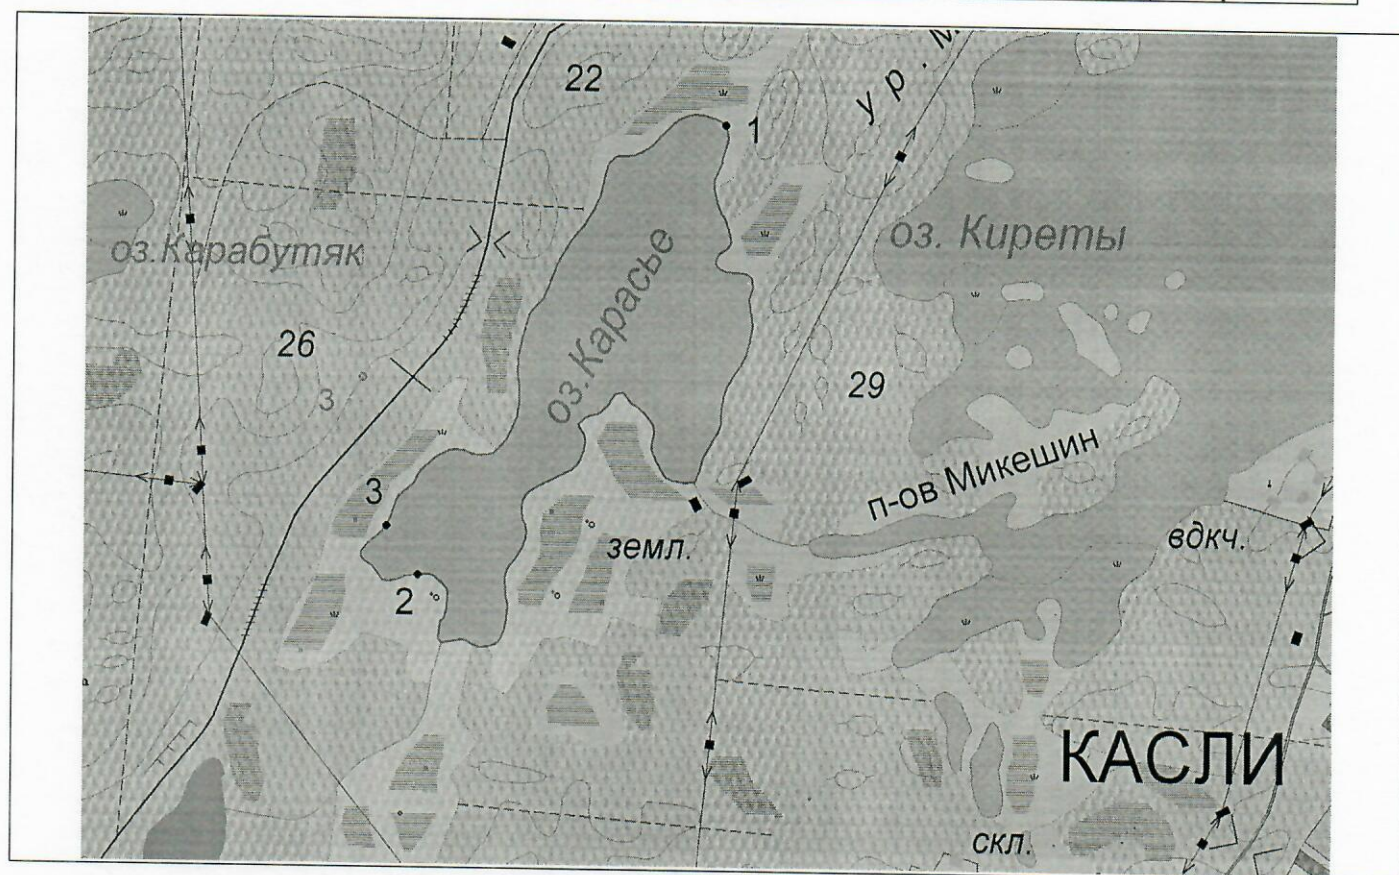 22
ур. М
1
оз. Карабутяк
оз. Киреты
оз. Карасье
26
3
29
п-ов Микешин
3
вдкч.
земл.
2
КАСЛИ
скл.